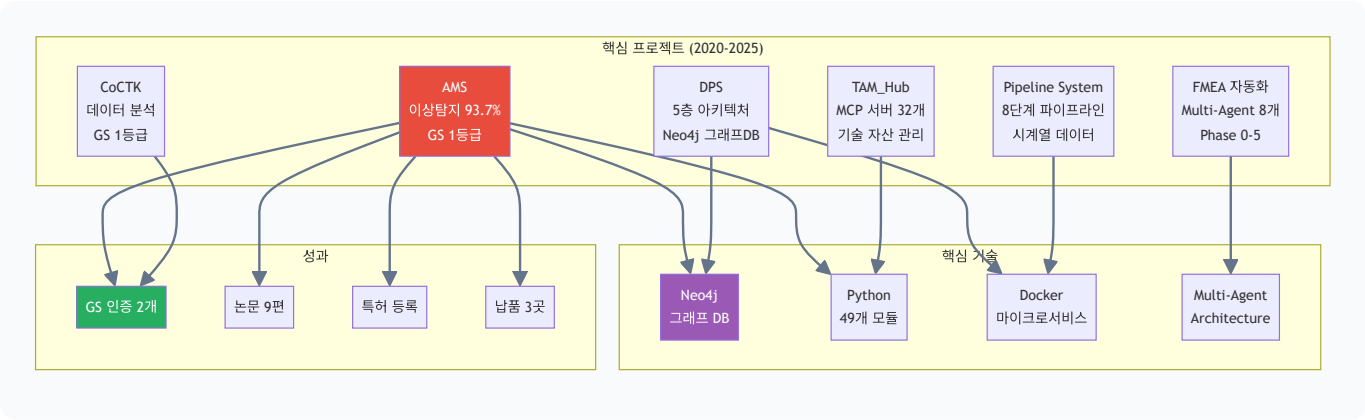 핵심 프로젝트 (2020-2025)
CoCTK
데이터 분석
GS 1등급
AMS
이상탐지 93.7%
GS 1등급
DPS
5층 아키텍처
Neo4j 그래프DB
TAM_Hub
MCP 서버 32개
기술 자산 관리
Pipeline System
8단계 파이프라인
시계열 데이터
FMEA 자동화
Multi-Agent 8개
Phase 0-5
성과
GS 인증 2개
논문 9편
특허 등록
납품 3곳
핵심 기술
Neo4j
그래프 DB
Python
49개 모듈
Docker
마이크로서비스
Multi-Agent
Architecture